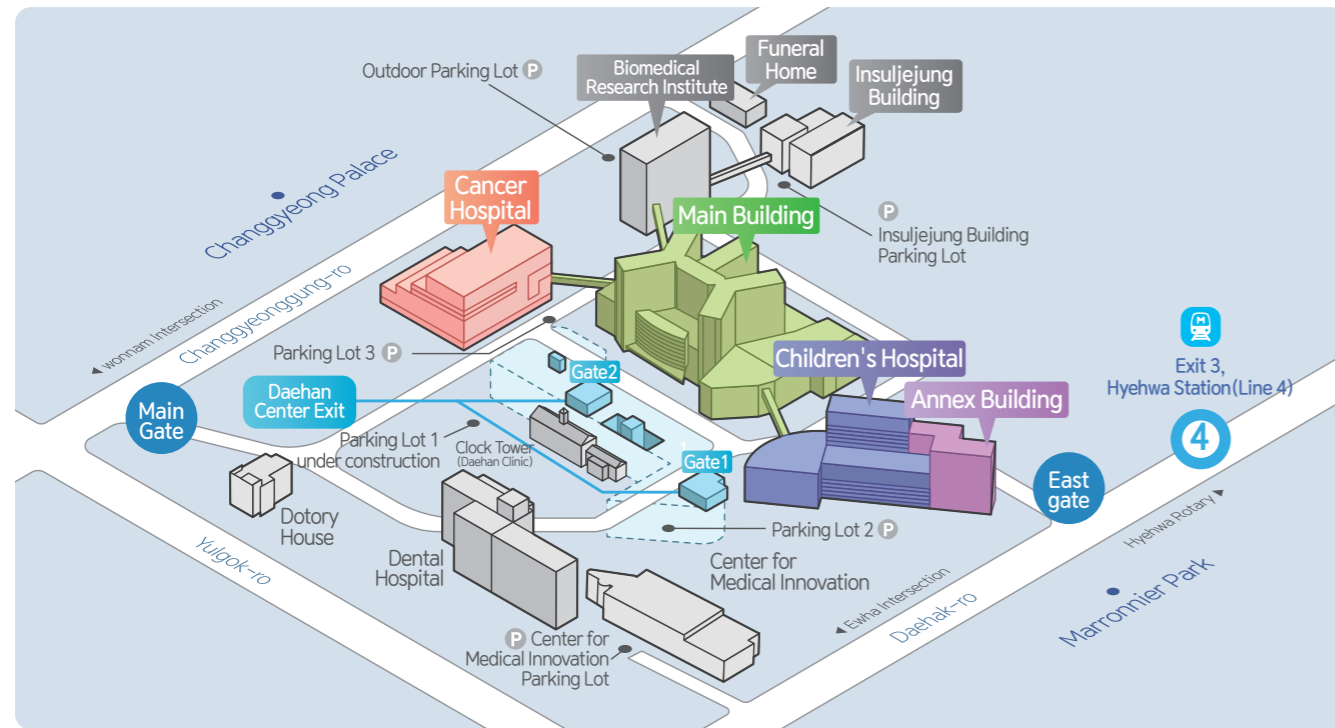 Outdoor Parking Lot P
Biomedical
Research Institute
Funeral
Home
Insuljejung
Building
Changgyeong Palace
Cancer
Hospital
Main Building
P
Insuljejung Building
Parking Lot
◀ wonnam Intersection
Changgyeonggung-ro
Parking Lot 3 P
Gate2
Children's Hospital
Exit 3,
Hyehwa Station(Line 4)
Annex Building
4
Daehan
Center Exit
Main
Gate
Parking Lot 1
under construction
Clock Tower
(Daehan Clinic)
1
Gate1
East
gate
Hyehwa Rotary ▶
Dotory
House
Parking Lot 2 P
Yulgok-ro
Dental
Hospital
Center for
Medical Innovation
◀ Ewha Intersection
Daehak-ro
Marronnier Park
P Center for
Medical Innovation
Parking Lot